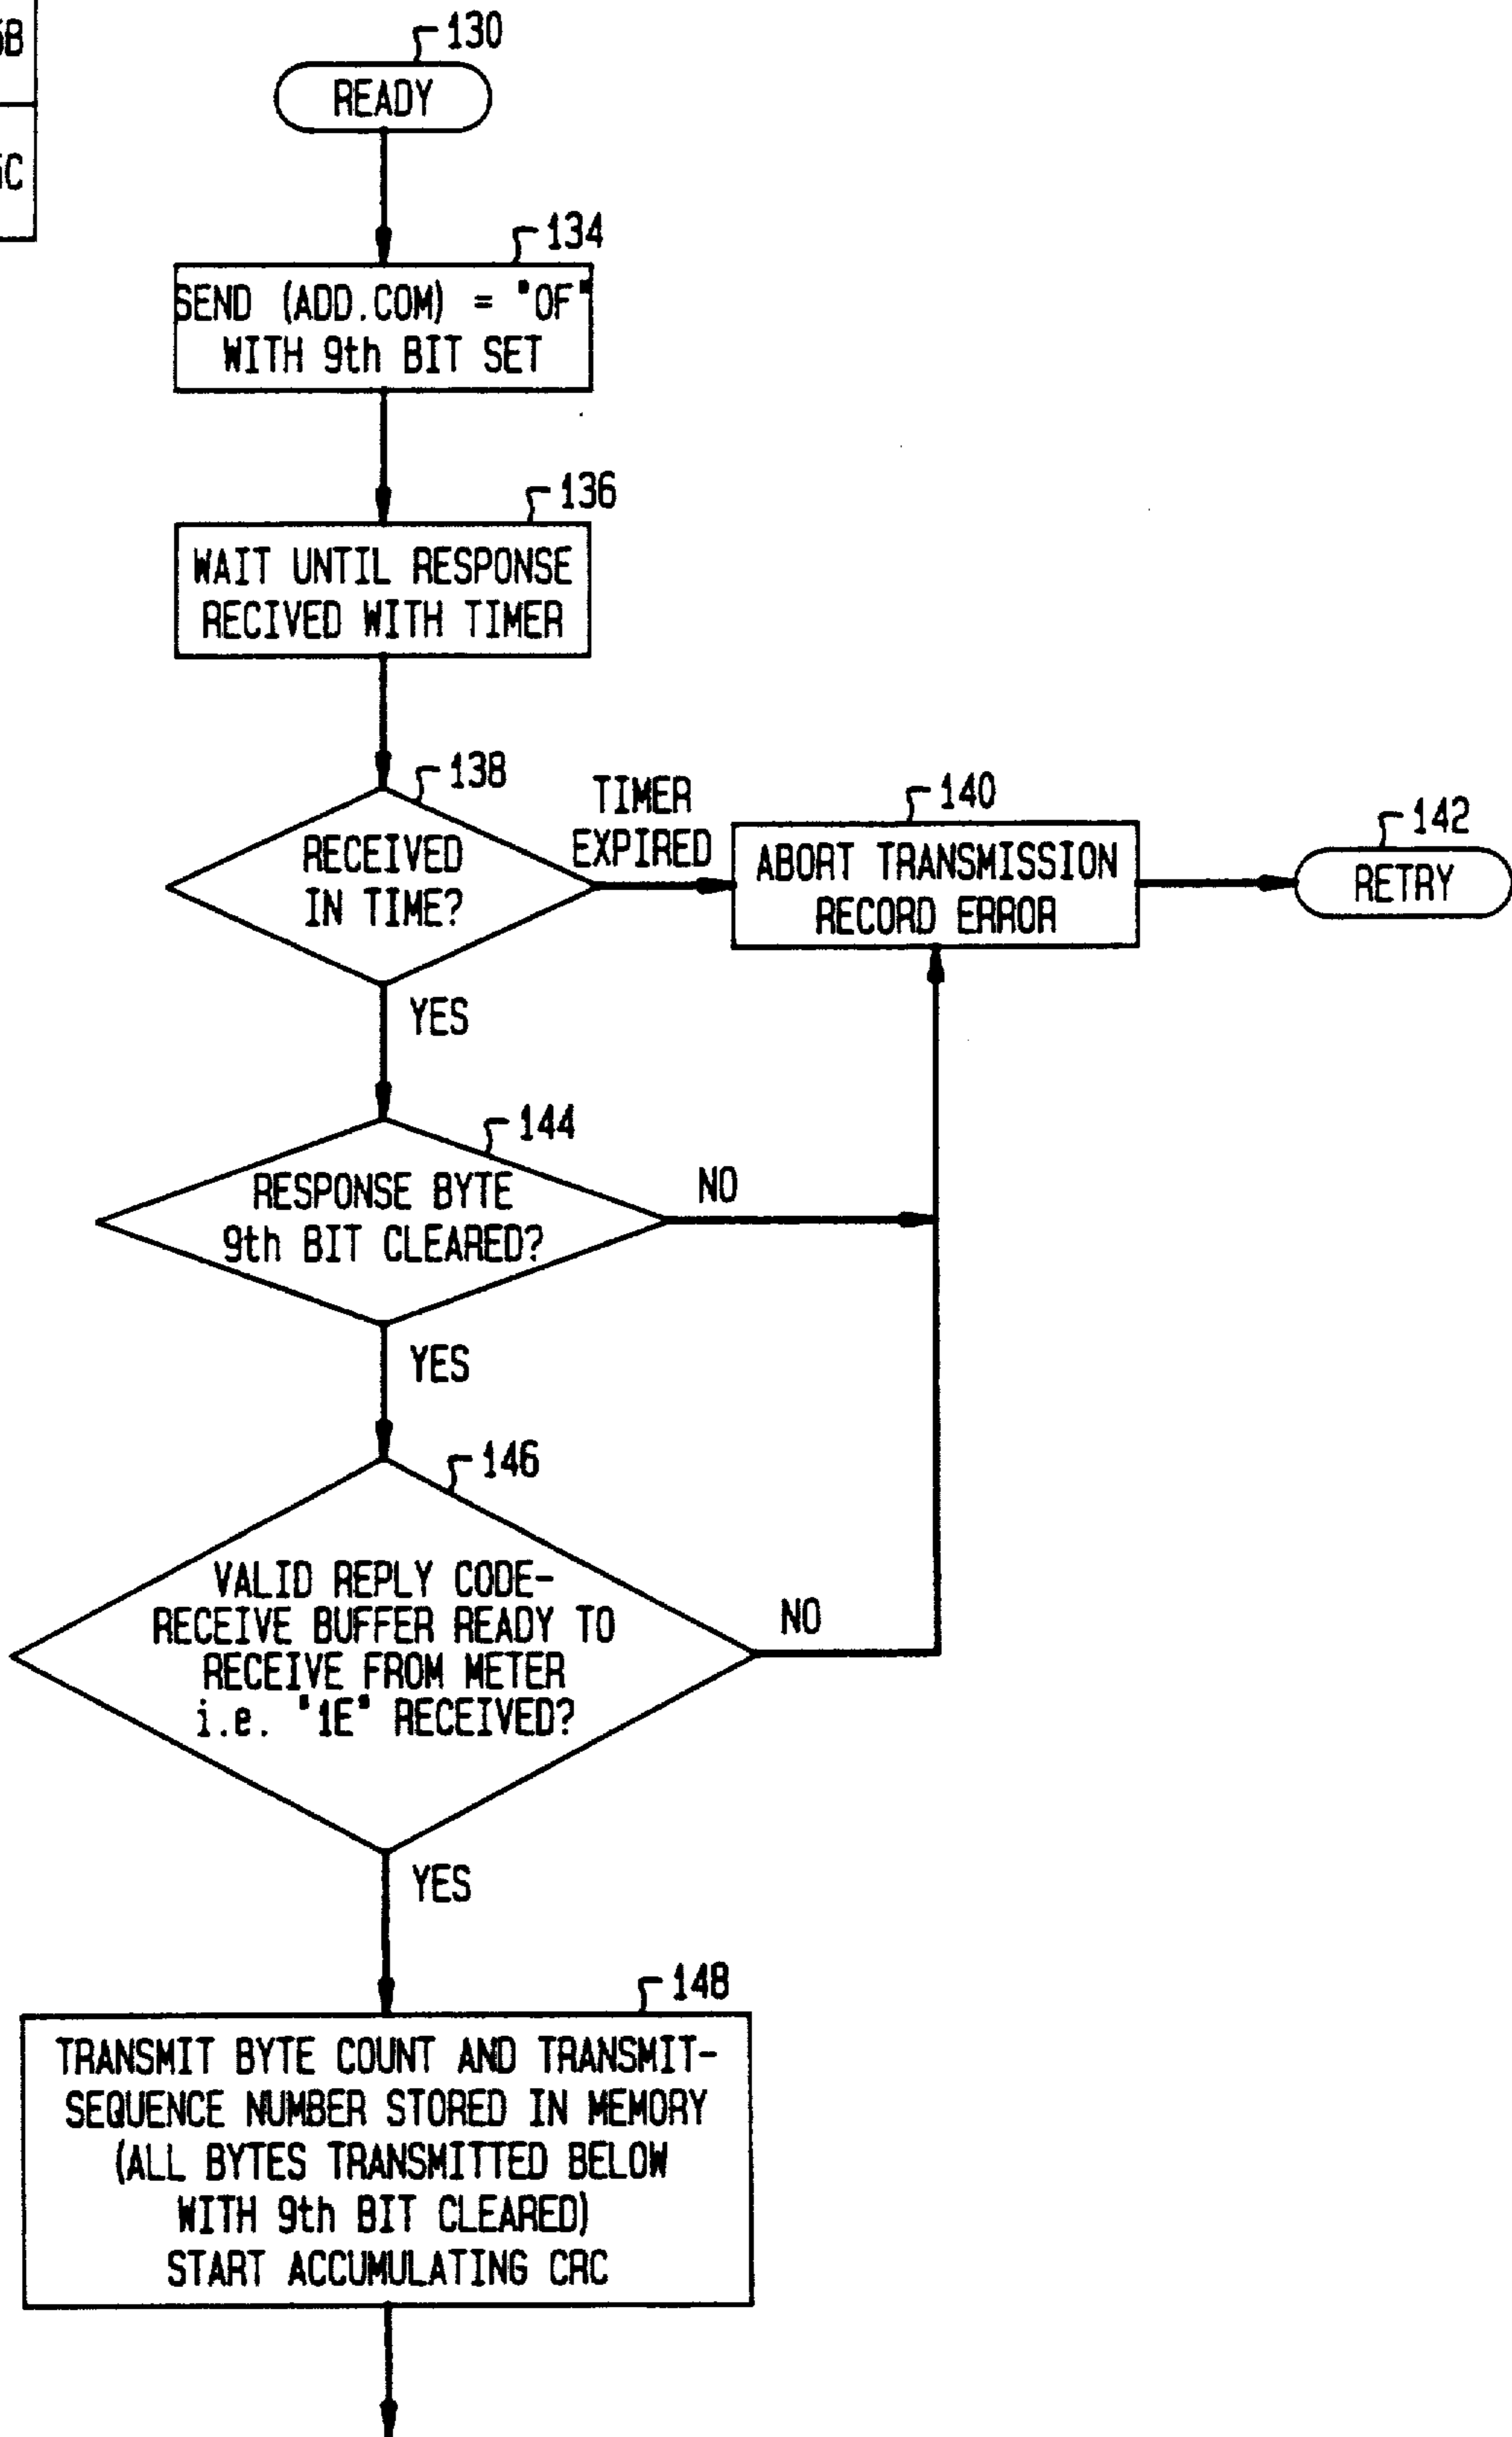 130
READY
134
SEND (ADD.COM) = "OF"
WITH 9th BIT SET
136
WAIT UNTIL RESPONSE
RECIVED WITH TIMER
138
RECEIVED
IN TIME?
TIMER
EXPIRED
140
ABORT TRANSMISSION
RECORD ERROR
142
RETRY
YES
144
RESPONSE BYTE
9th BIT CLEARED?
NO
YES
146
VALID REPLY CODE-
RECEIVE BUFFER READY TO
RECEIVE FROM METER
i.e. "1E" RECEIVED?
NO
YES
148
TRANSMIT BYTE COUNT AND TRANSMIT-
SEQUENCE NUMBER STORED IN MEMORY
(ALL BYTES TRANSMITTED BELOW
WITH 9th BIT CLEARED)
START ACCUMULATING CRC